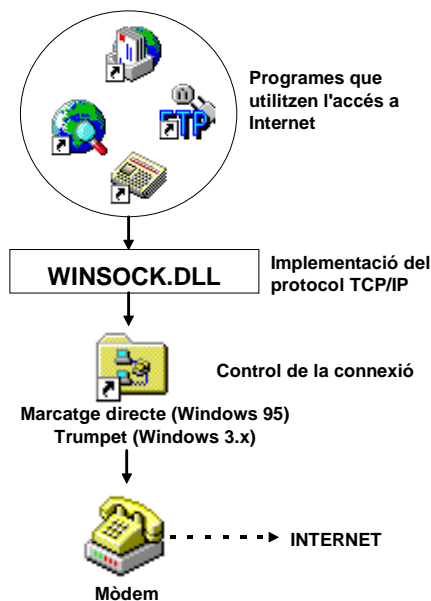 Programes que
utilitzen l'accés a
Internet
FTP
WINSOCK.DLL
Implementació del
protocol TCP/IP
Control de la connexió
Marcatge directe (Windows 95)
Trumpet (Windows 3.x)
INTERNET
Mòdem